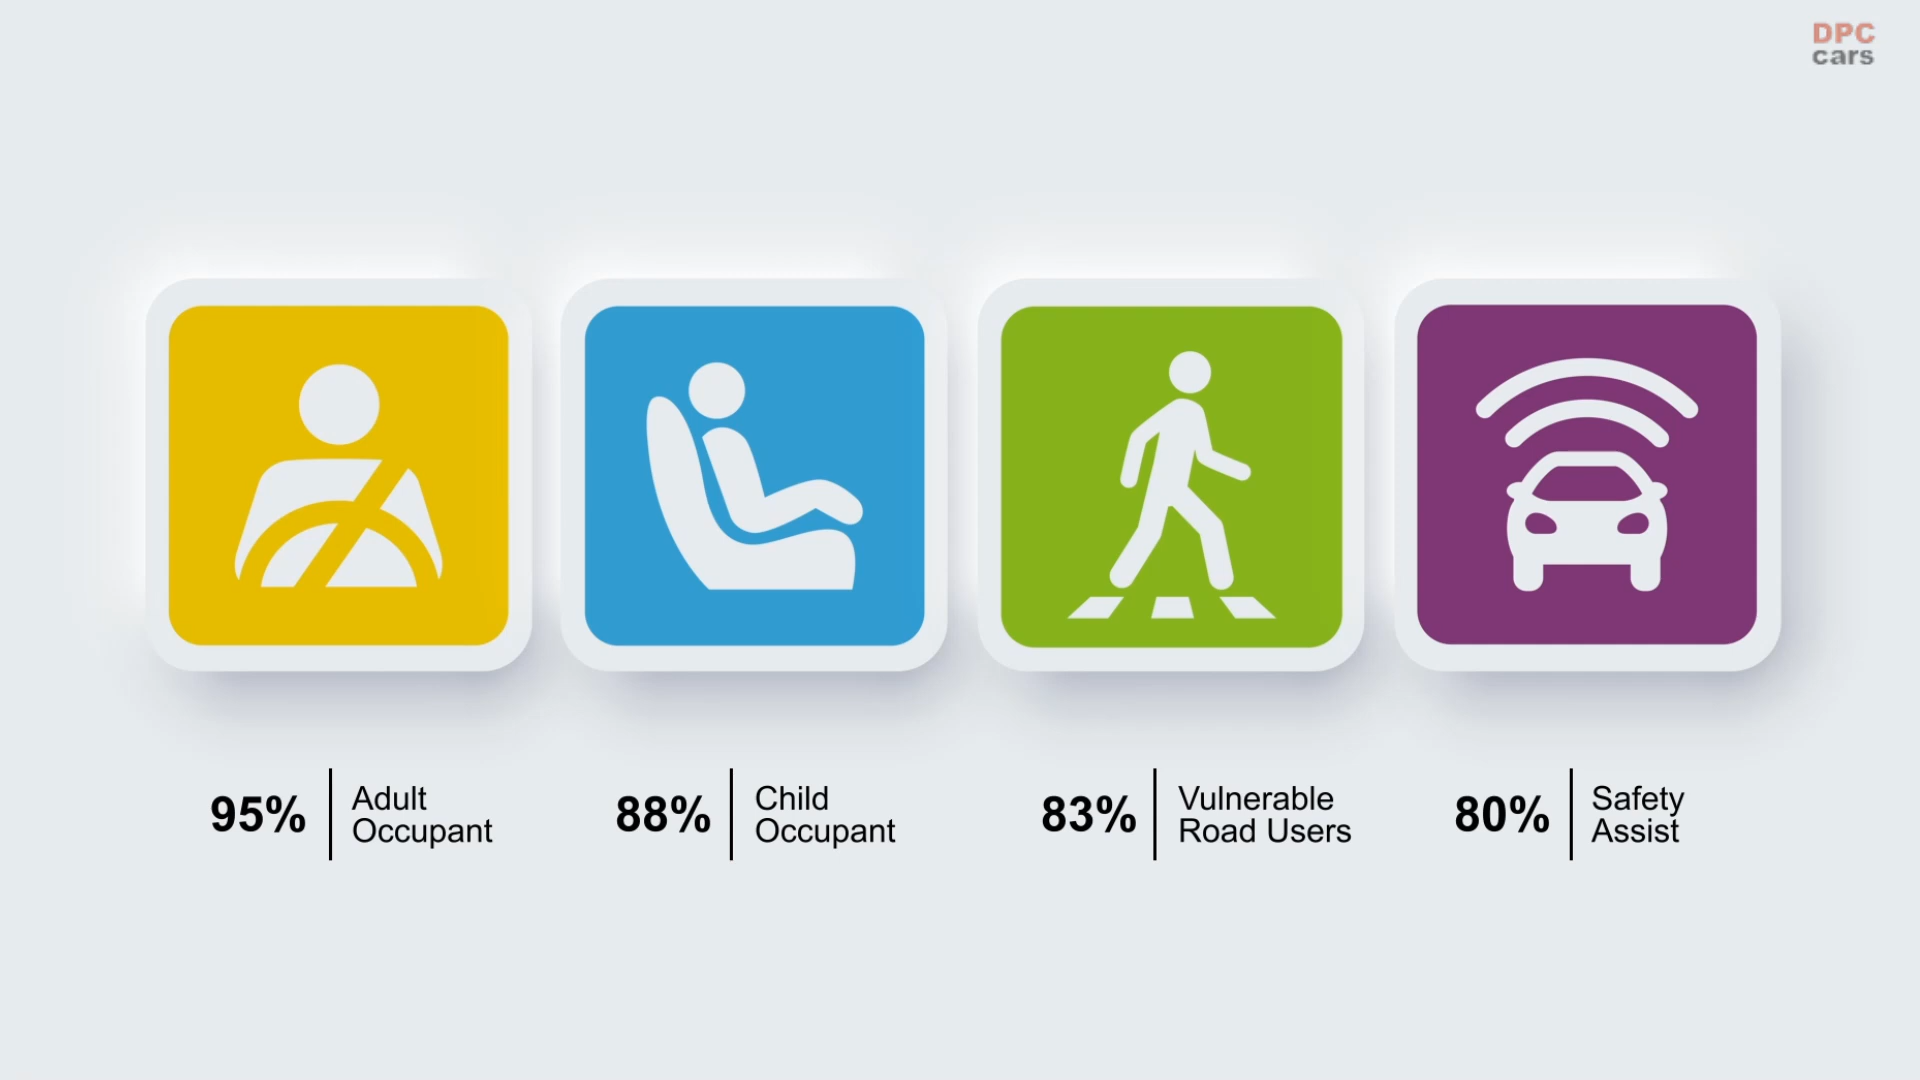 DPC
cars
95%
Adult
Occupant
88%
Child
Occupant
83%
Vulnerable
Road Users
80%
Safety
Assist